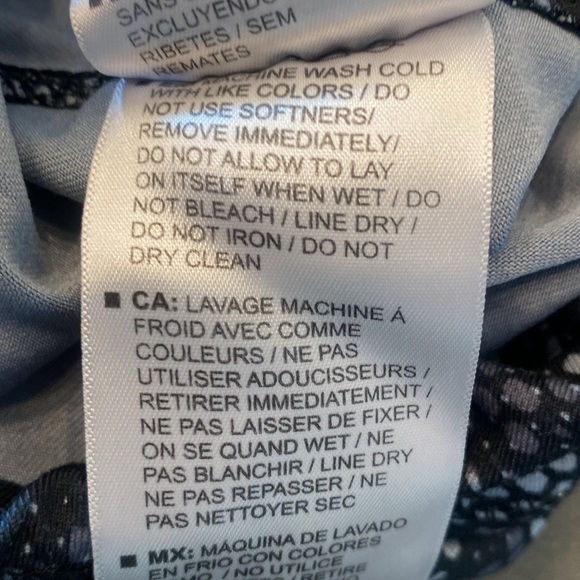 SANS
EXCLUYENDO
RIBETES / SEM
REMATES
MACHINE WASH COLD
WITH LIKE COLORS / DO
NOT USE SOFTNERS/
REMOVE IMMEDIATELY/
DO NOT ALLOW TO LAY
ON ITSELF WHEN WET / DO
NOT BLEACH / LINE DRY /
DO NOT IRON / DO NOT
DRY CLEAN
■ CA: LAVAGE MACHINE Á
FROID AVEC COMME
COULEURS / NE PAS
UTILISER ADOUCISSEURS /
RETIRER IMMEDIATEMENT /
NE PAS LAISSER DE FIXER /
ON SE QUAND WET / NE
PAS BLANCHIR / LINE DRY
NE PAS REPASSER / NE
PAS NETTOYER SEC
■ MX: MÁQUINA DE LAVADO
EN FRIO CON COLORES
/ NO UTILICE
/ RETIRE